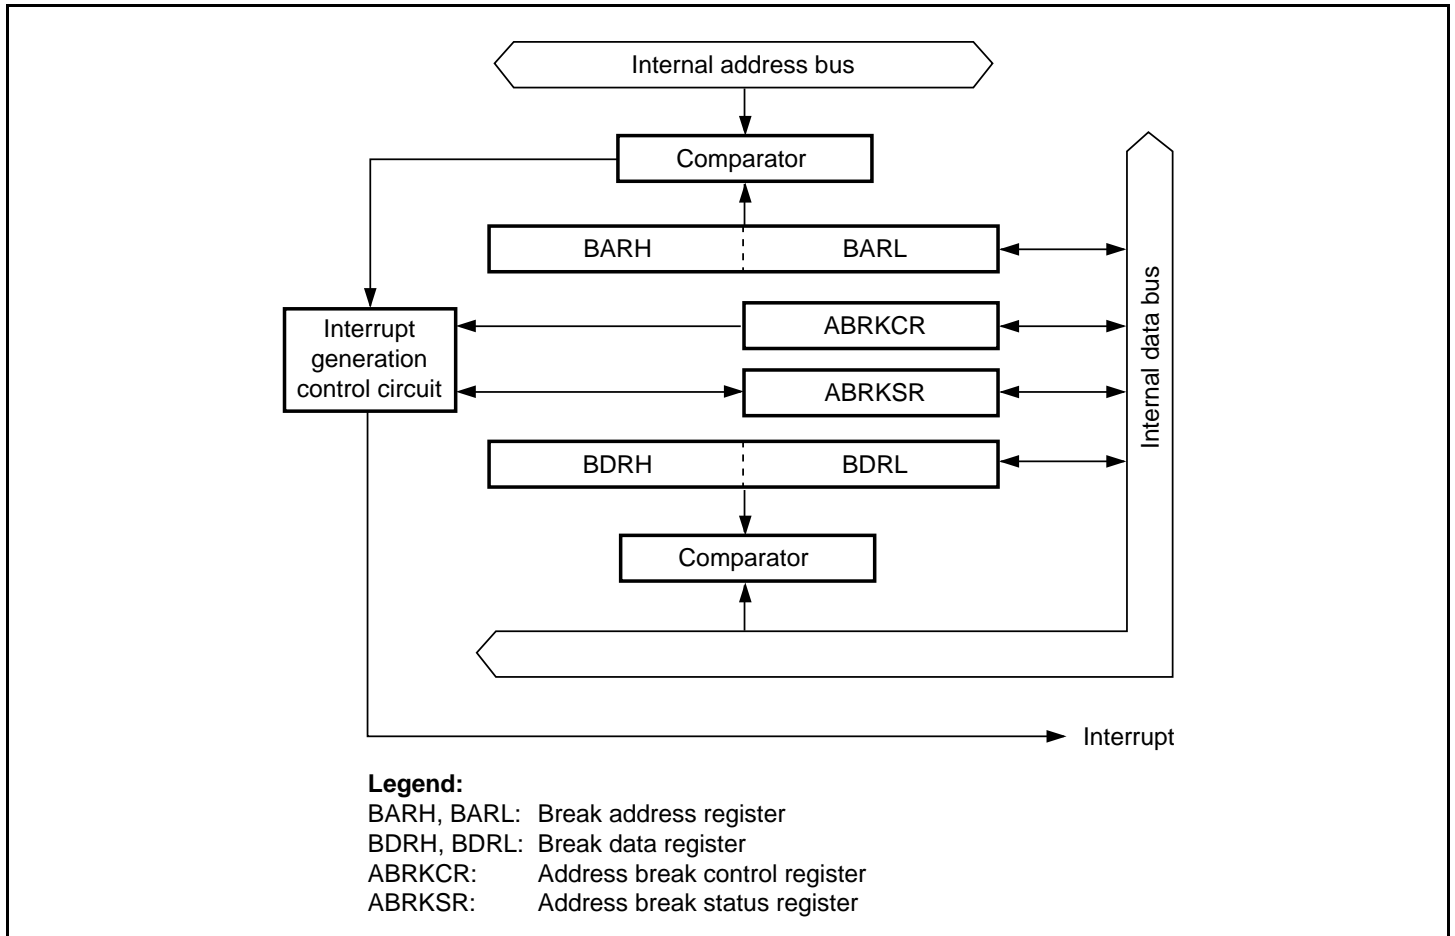 Internal address bus
Comparator
BARH BARL
Interrupt
generation
control circuit
ABRKCR
ABRKSR
BDRH BDRL
Internal data bus
Comparator
Interrupt
Legend:
BARH, BARL: Break address register
BDRH, BDRL: Break data register
ABRKCR: Address break control register
ABRKSR: Address break status register